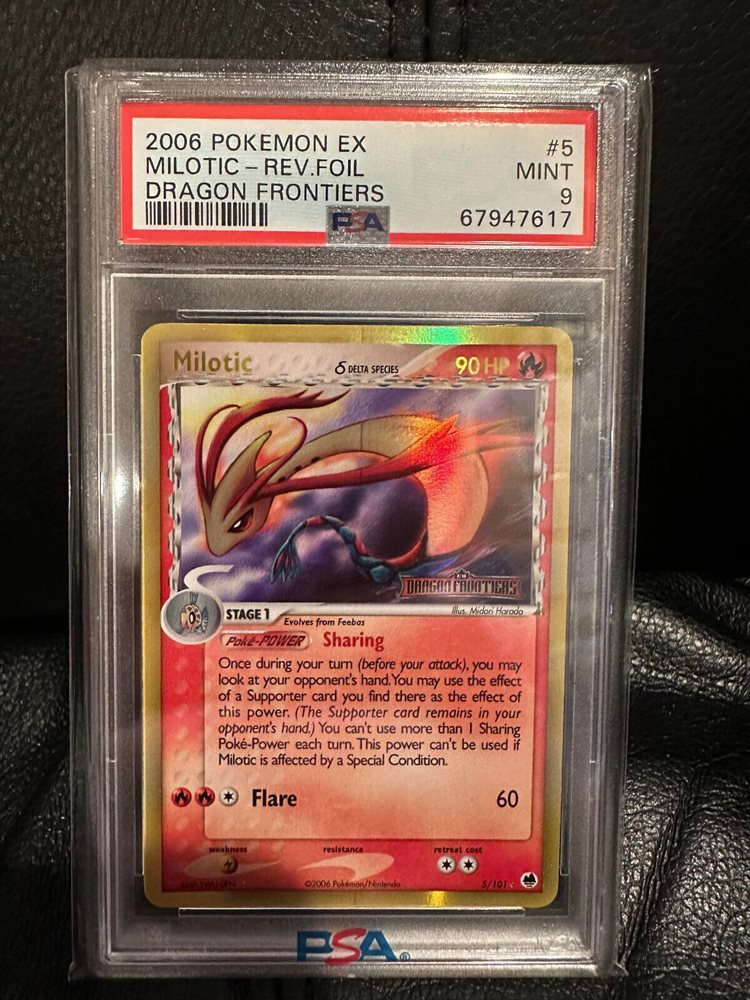 2006 POKEMON EX #5
MILOTIC - REV.FOIL MINT
DRAGON FRONTIERS 9
PSA 67947617
Milotic δ DELTA SPECIES 90 HP
DRAGON FRONTIERS
Illus. Midori Harada
STAGE 1
Evolves from Feebas
Poké-POWER Sharing
Once during your turn (before your attack), you may
look at your opponent's hand. You may use the effect
of a Supporter card you find there as the effect of
this power. (The Supporter card remains in your
opponent's hand.) You can't use more than 1 Sharing
Poké-Power each turn. This power can't be used if
Milotic is affected by a Special Condition.
Flare 60
weakness resistance retreat cost
©2006 Pokémon/Nintendo 5/101
PSA